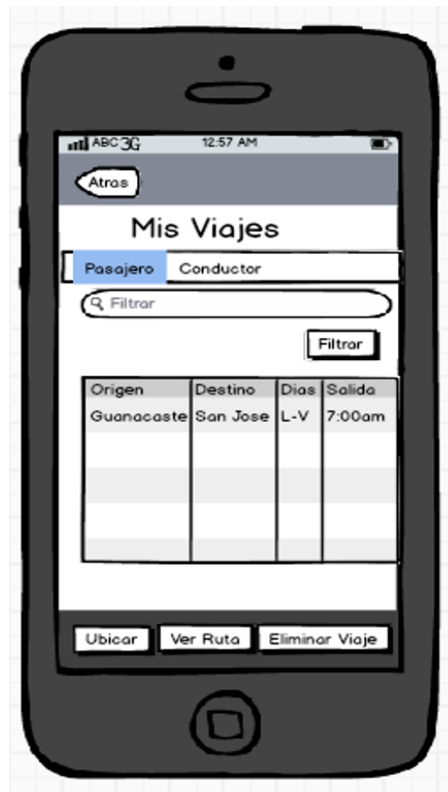 ABC 3G 12:57 AM
Atras
Mis Viajes
Pasajero Conductor
Filtrar
Filtrar
Origen Destino Dias Salida
Guanacaste San Jose L-V 7:00am
Ubicar Ver Ruta Eliminar Viaje